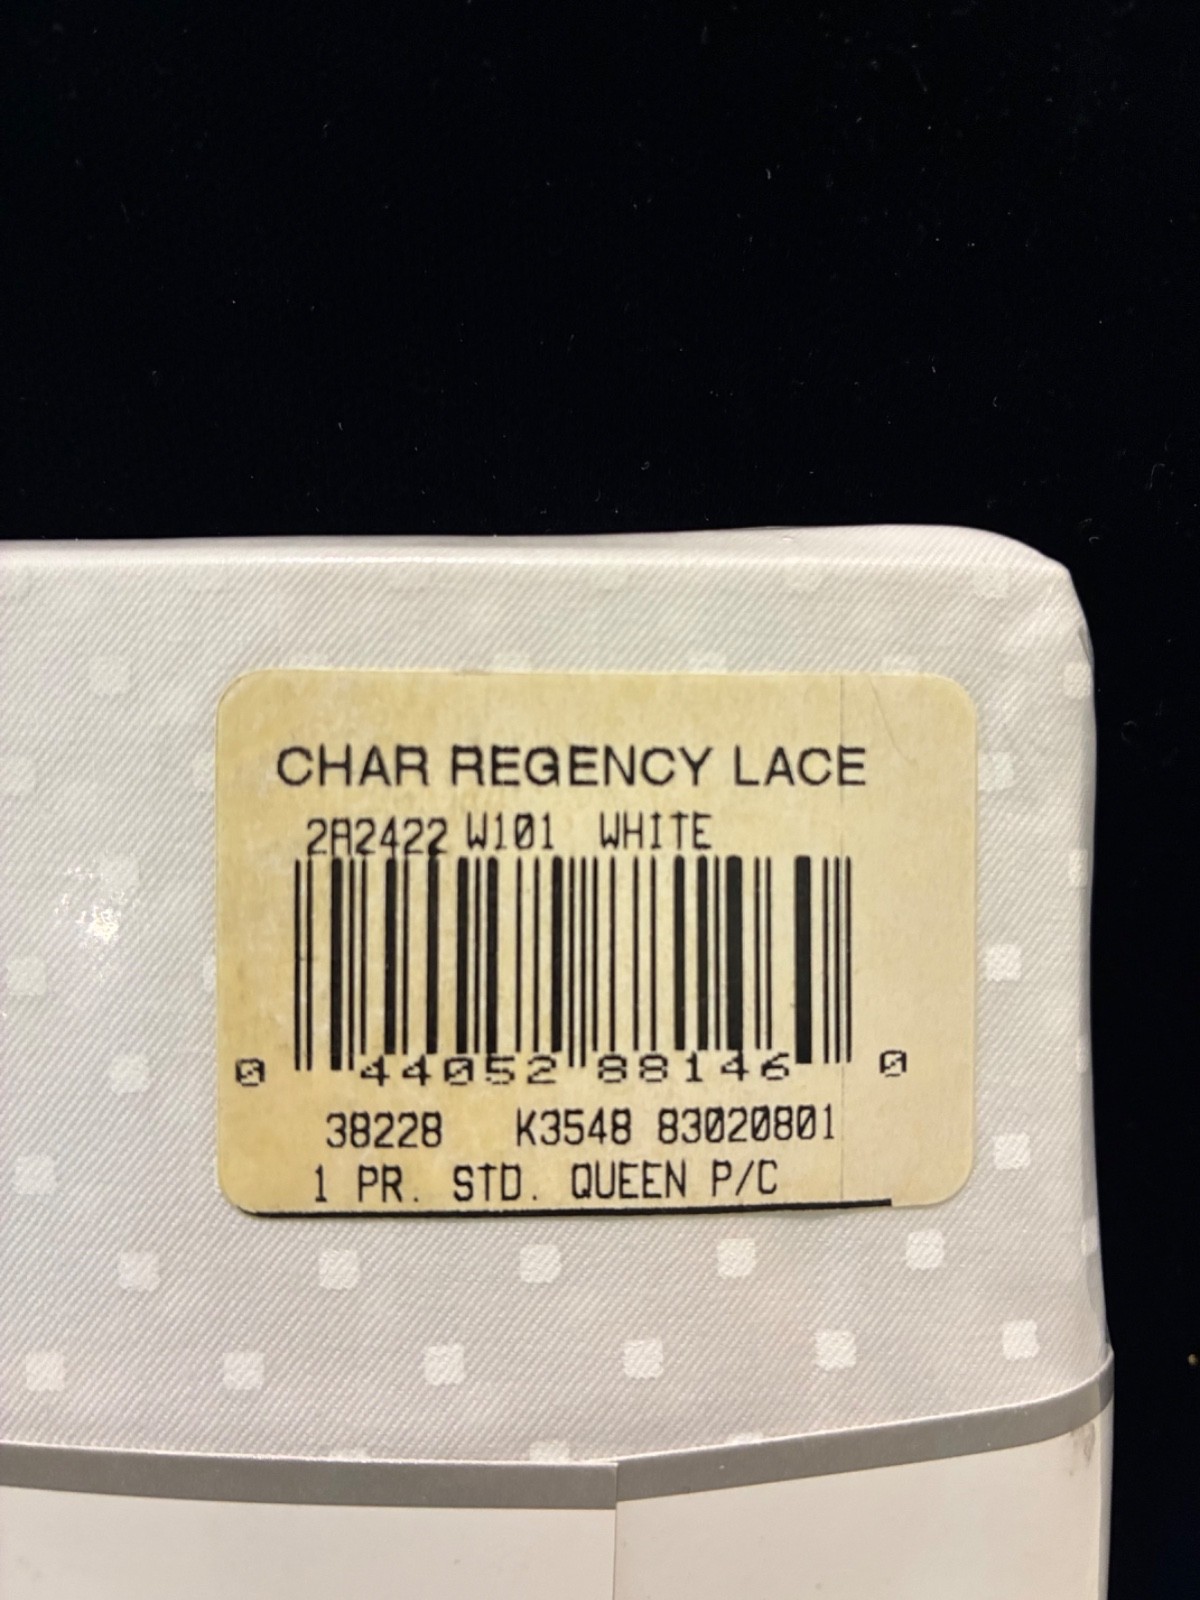 CHAR REGENCY LACE
2A2422 W101 WHITE
0 44052 88146 0
38228 K3548 83020801
1 PR. STD. QUEEN P/C